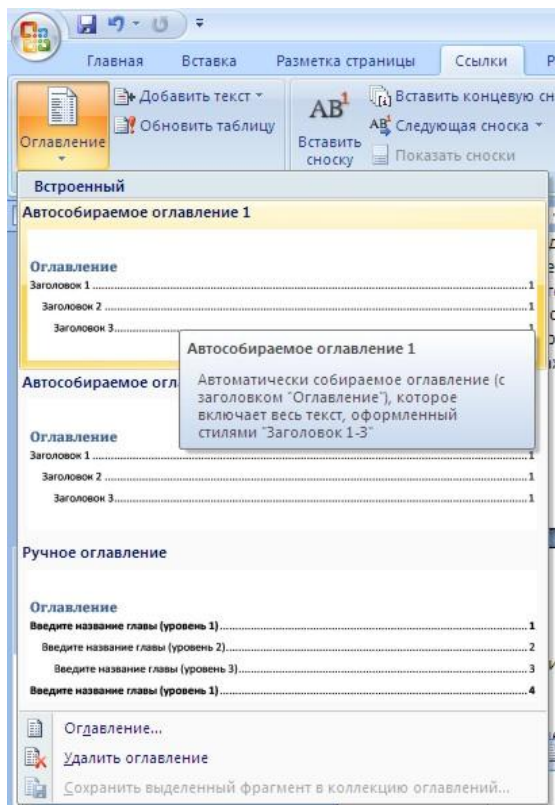 Главная Вставка Разметка страницы Ссылки Р
Добавить текст
Обновить таблицу
Оглавление
AB1
Вставить сноску
Вставить концевую сн
Следующая сноска
Показать сноски
Встроенный
Автособираемое оглавление 1
Оглавление
Заголовок 1 ........ 1
Заголовок 2 ........ 1
Заголовок 3 ........ 1
Автособираемое оглавление 1
Автоматически собираемое оглавление (с
заголовком "Оглавление"), которое
включает весь текст, оформленный
стилями "Заголовок 1-3"
Автособираемое огл
Оглавление
Заголовок 1 ........ 1
Заголовок 2 ........ 1
Заголовок 3 ........ 1
Ручное оглавление
Оглавление
Введите название главы (уровень 1) ........ 1
Введите название главы (уровень 2) ........ 2
Введите название главы (уровень 3) ........ 3
Введите название главы (уровень 1) ........ 4
Оглавление...
Удалить оглавление
Сохранить выделенный фрагмент в коллекцию оглавлений...